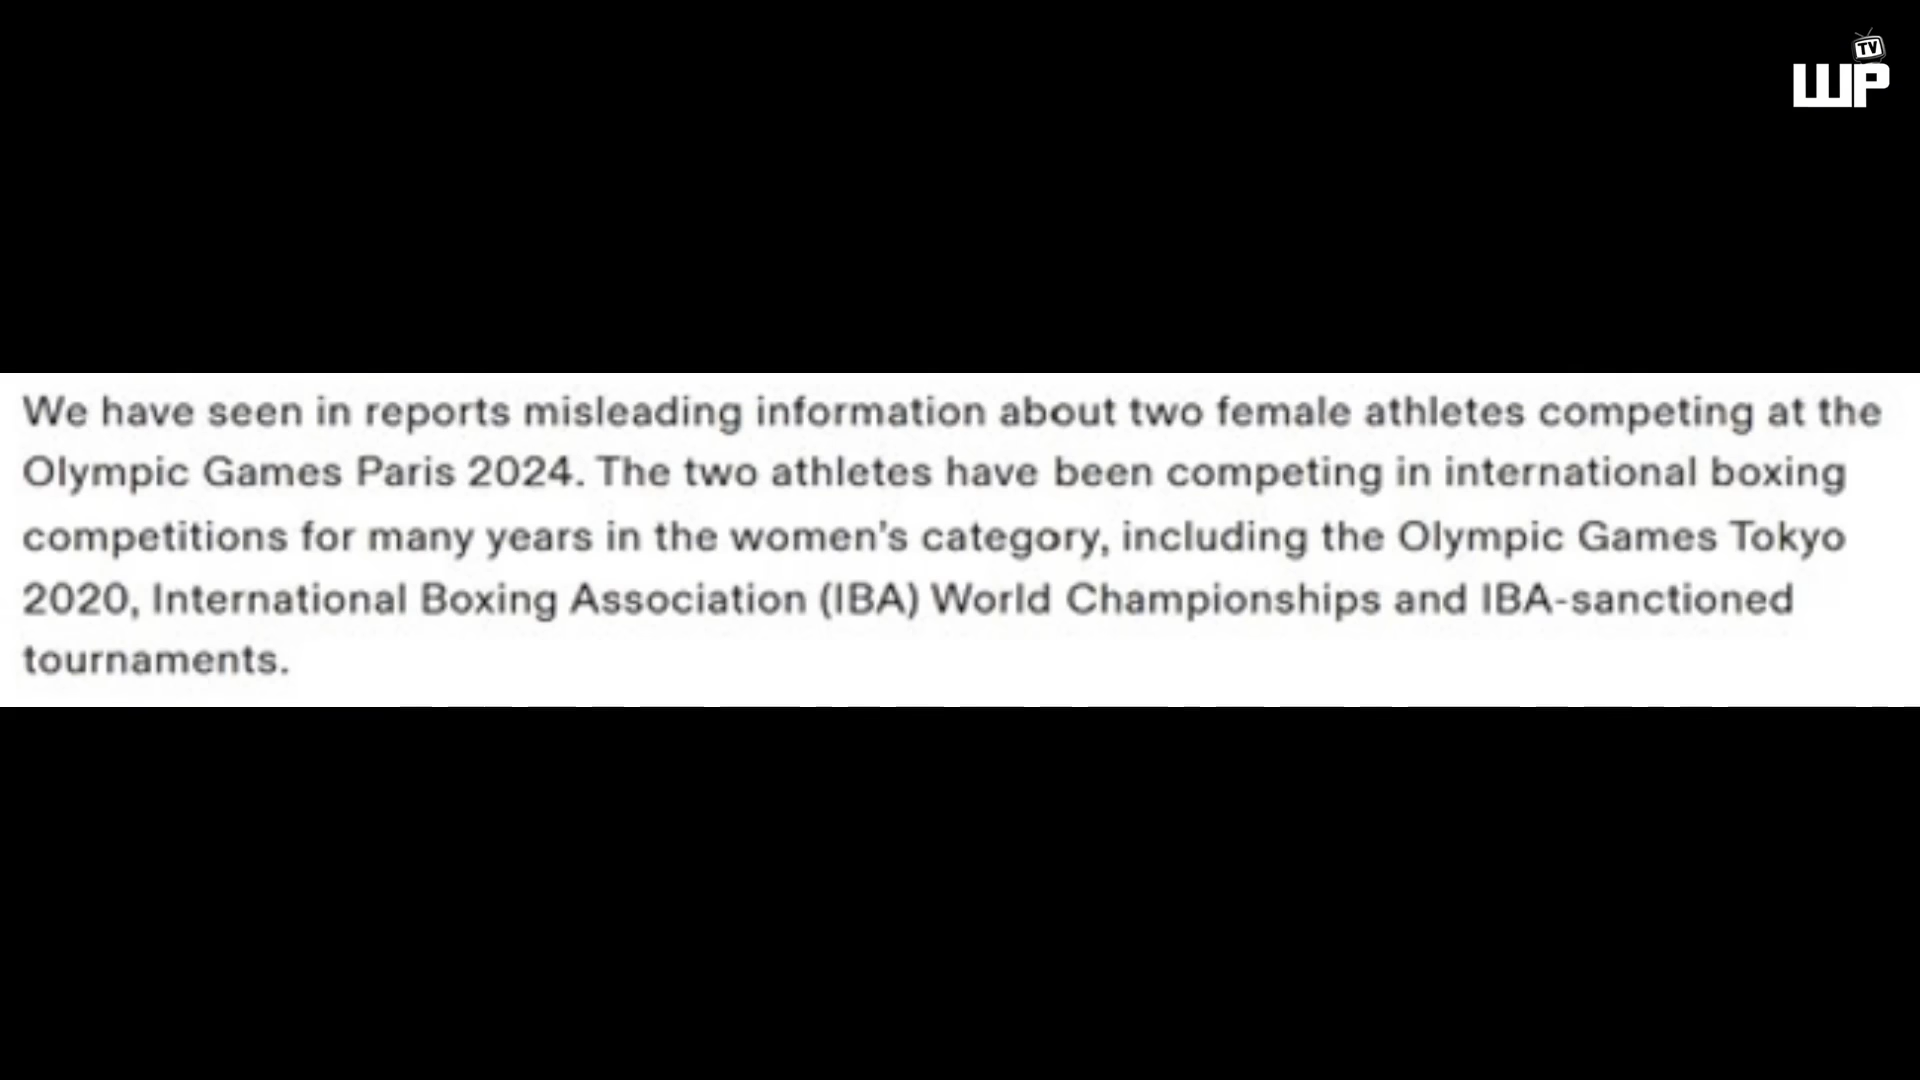 TV
WP
We have seen in reports misleading information about two female athletes competing at the
Olympic Games Paris 2024. The two athletes have been competing in international boxing
competitions for many years in the women's category, including the Olympic Games Tokyo
2020, International Boxing Association (IBA) World Championships and IBA-sanctioned
tournaments.